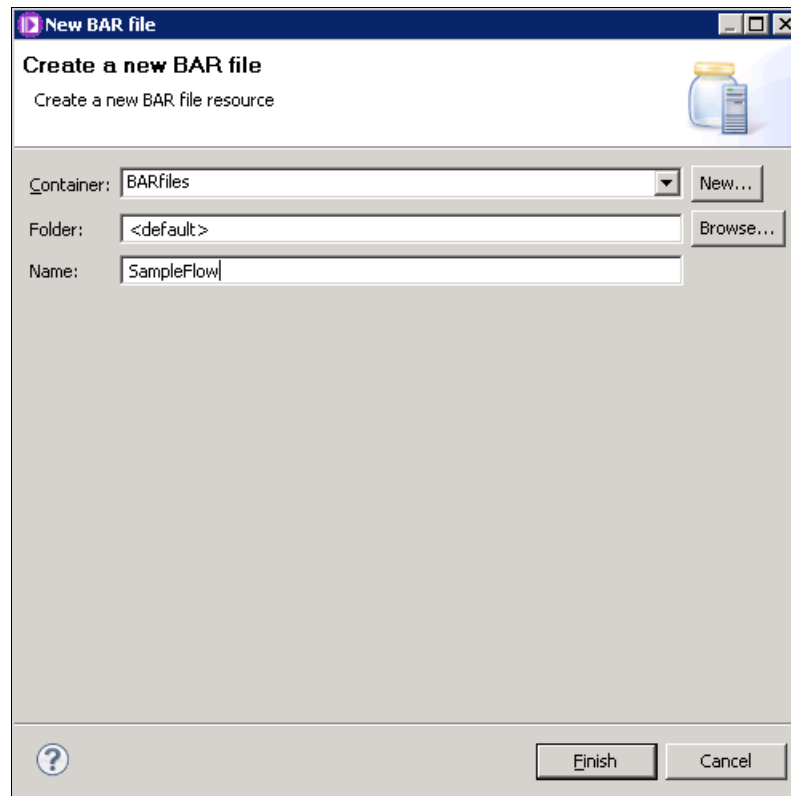 New BAR file
Create a new BAR file
Create a new BAR file resource
Container: BARfiles New...
Folder: <default> Browse...
Name: SampleFlow
? Finish Cancel